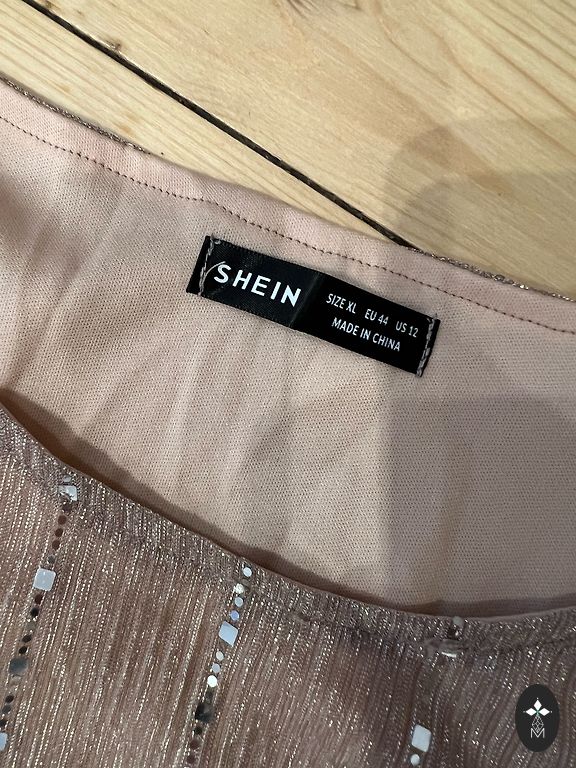 SHEIN
SIZE XL EU 44 US 12
MADE IN CHINA
M